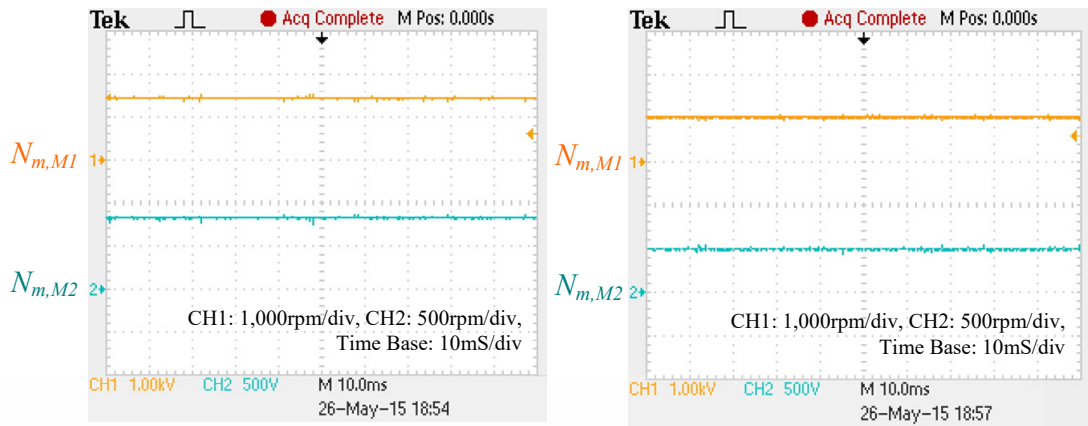 Tek Acq Complete M Pos: 0.000s
Nm,M1 1
Nm,M2 2
CH1: 1,000rpm/div, CH2: 500rpm/div,
Time Base: 10mS/div
CH1 1.00kV CH2 500V M 10.0ms
26-May-15 18:54
Tek Acq Complete M Pos: 0.000s
Nm,M1 1
Nm,M2 2
CH1: 1,000rpm/div, CH2: 500rpm/div,
Time Base: 10mS/div
CH1 1.00kV CH2 500V M 10.0ms
26-May-15 18:57